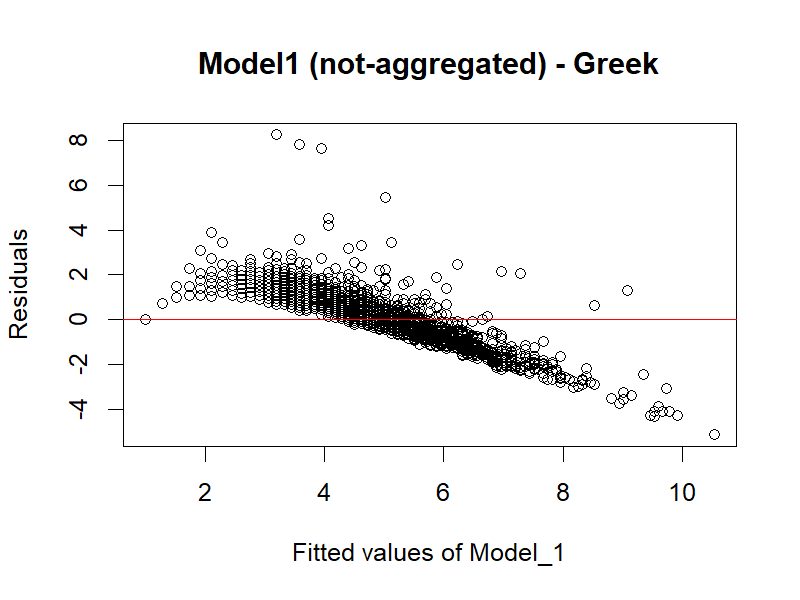 Model1 (not-aggregated) - Greek
Residuals
8
6
4
2
0
-2
-4
2 4 6 8 10
Fitted values of Model_1